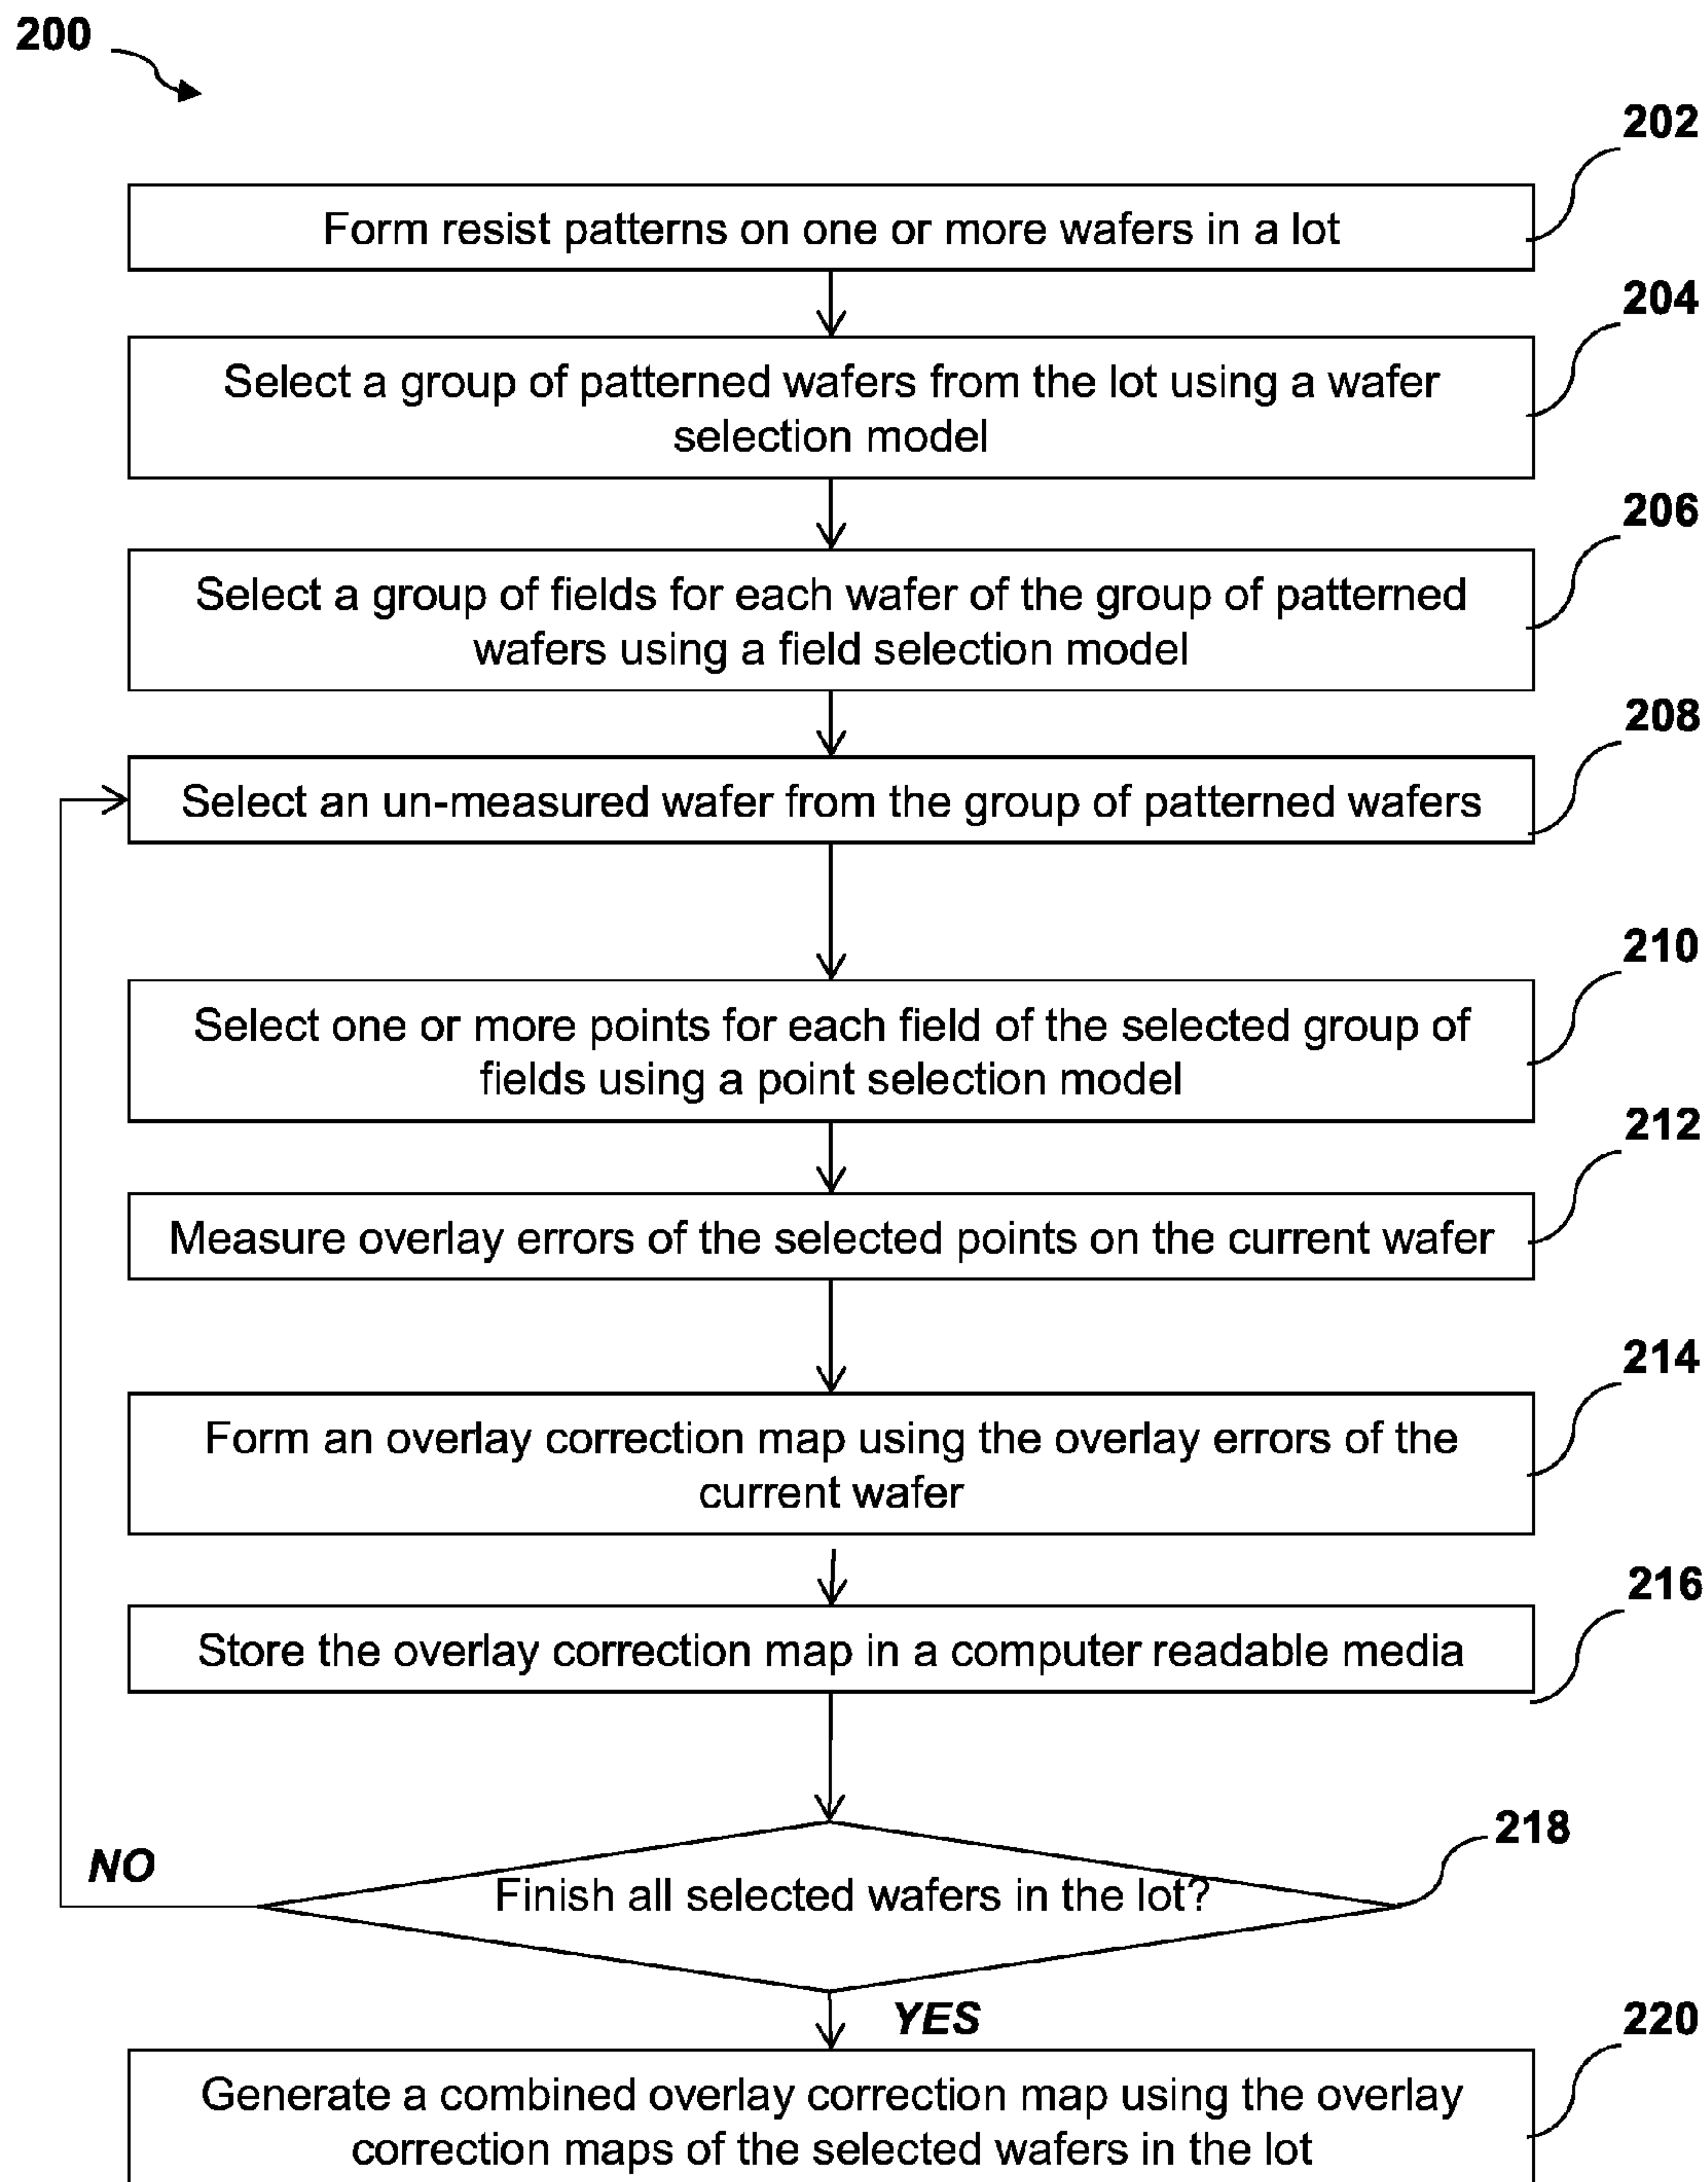 200
202
Form resist patterns on one or more wafers in a lot
204
Select a group of patterned wafers from the lot using a wafer
selection model
206
Select a group of fields for each wafer of the group of patterned
wafers using a field selection model
208
Select an un-measured wafer from the group of patterned wafers
210
Select one or more points for each field of the selected group of
fields using a point selection model
212
Measure overlay errors of the selected points on the current wafer
214
Form an overlay correction map using the overlay errors of the
current wafer
216
Store the overlay correction map in a computer readable media
218
NO
Finish all selected wafers in the lot?
YES
220
Generate a combined overlay correction map using the overlay
correction maps of the selected wafers in the lot